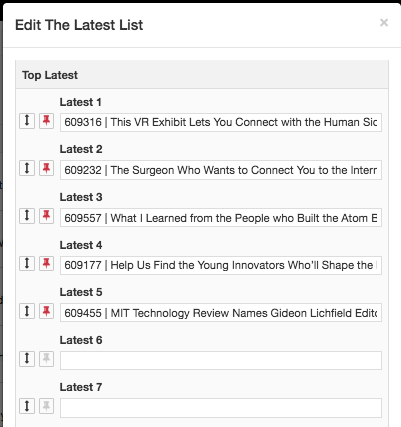 Edit The Latest List
×
Top Latest
Latest 1
609316 | This VR Exhibit Lets You Connect with the Human
Latest 2
609232 | The Surgeon Who Wants to Connect You to the
Latest 3
609557 | What I Learned from the People who Built the Atom
Latest 4
609177 | Help Us Find the Young Innovators Who'll Shape the
Latest 5
609455 | MIT Technology Review Names Gideon Lichfield
Latest 6
Latest 7